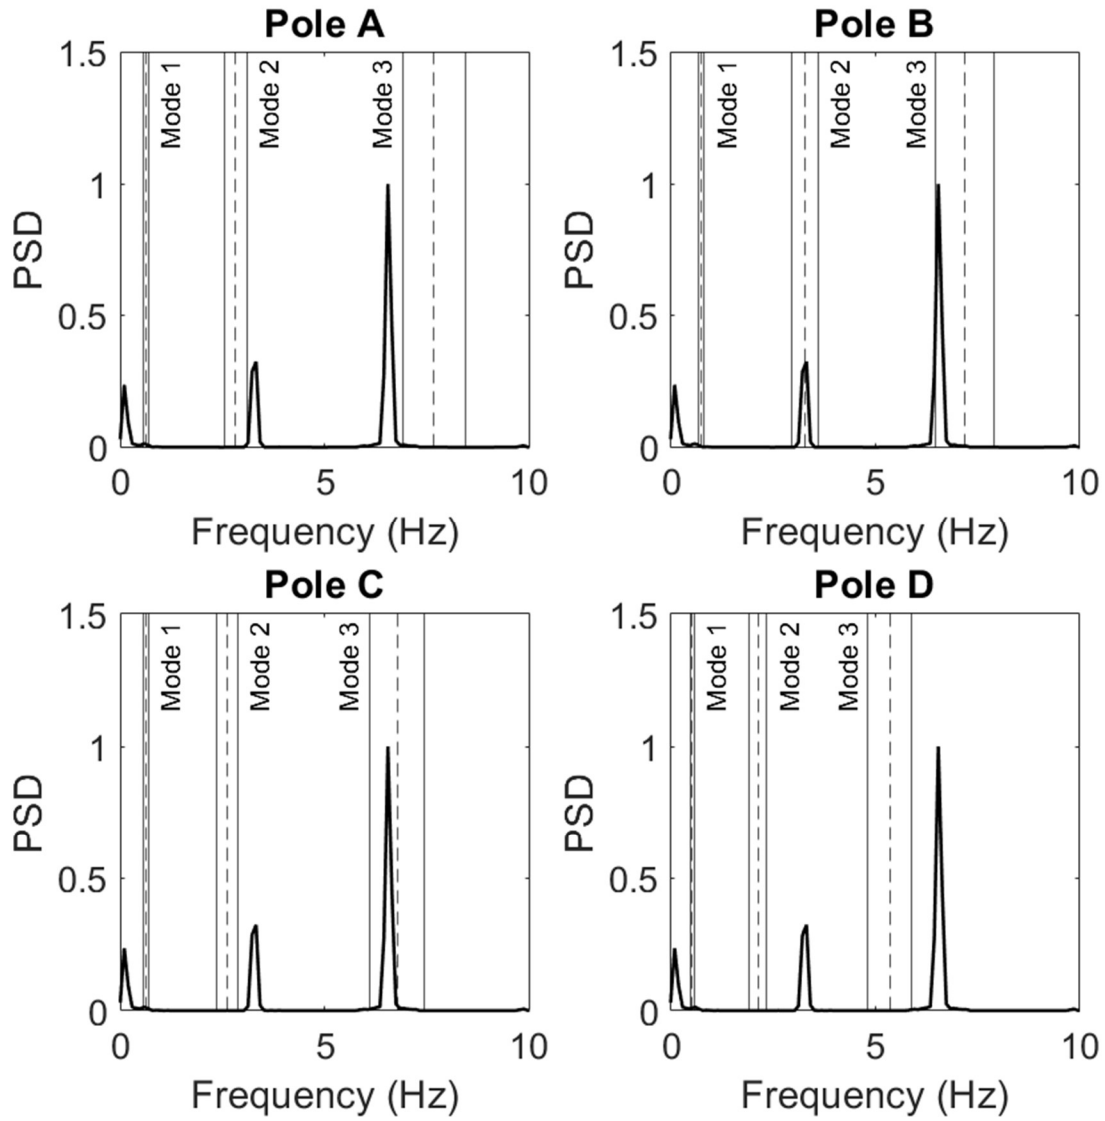 Pole A
1.5
1
0.5
0
PSD
Mode 1
Mode 2
Mode 3
0 5 10
Frequency (Hz)
Pole B
1.5
1
0.5
0
PSD
Mode 1
Mode 2
Mode 3
0 5 10
Frequency (Hz)
Pole C
1.5
1
0.5
0
PSD
Mode 1
Mode 2
Mode 3
0 5 10
Frequency (Hz)
Pole D
1.5
1
0.5
0
PSD
Mode 1
Mode 2
Mode 3
0 5 10
Frequency (Hz)